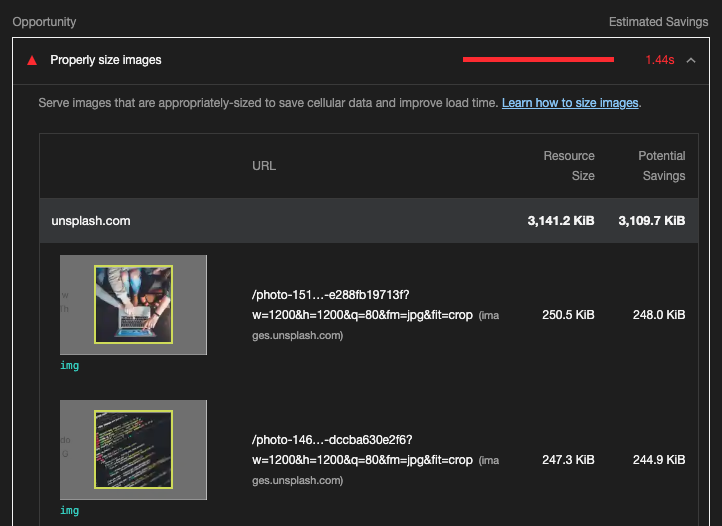 Opportunity Estimated Savings
Properly size images 1.44s
Serve images that are appropriately-sized to save cellular data and improve load time. Learn how to size images.
URL Resource Size Potential Savings
unsplash.com 3,141.2 KiB 3,109.7 KiB
/photo-151…-e288fb19713f?
w=1200&h=1200&q=80&fm=jpg&fit=crop (ima 250.5 KiB 248.0 KiB
ges.unsplash.com)
img
/photo-146…-dccba630e2f6?
w=1200&h=1200&q=80&fm=jpg&fit=crop (ima 247.3 KiB 244.9 KiB
ges.unsplash.com)
img